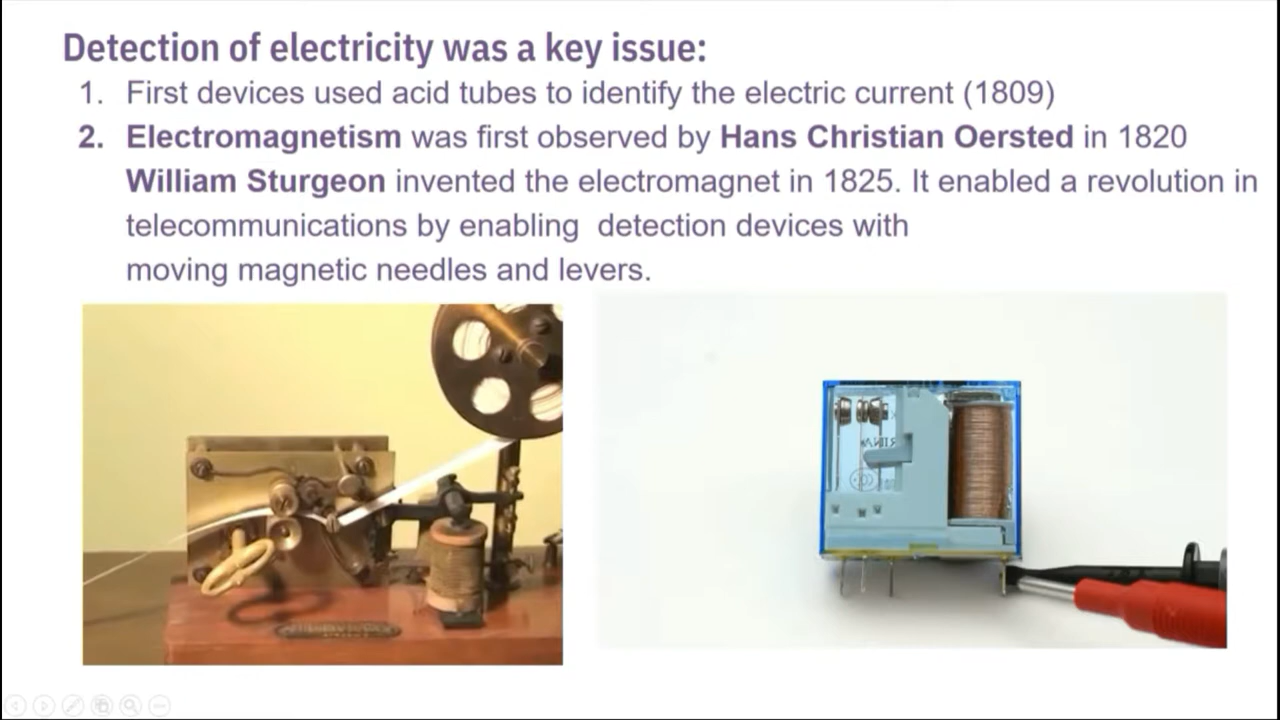 Detection of electricity was a key issue:
1. First devices used acid tubes to identify the electric current (1809)
2. Electromagnetism was first observed by Hans Christian Oersted in 1820
William Sturgeon invented the electromagnet in 1825. It enabled a revolution in
telecommunications by enabling detection devices with
moving magnetic needles and levers.